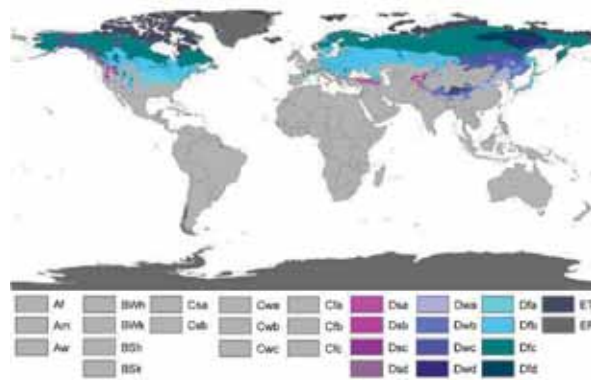 Af BWh Csa Cwa Cfa Dsa Dwa Dfa ET
Am BWk Csb Cwb Cfb Dsb Dwb Dfb EF
Aw BSh Cwc Cfc Dsc Dwc Dfc
BSk Dsd Dwd Dfd